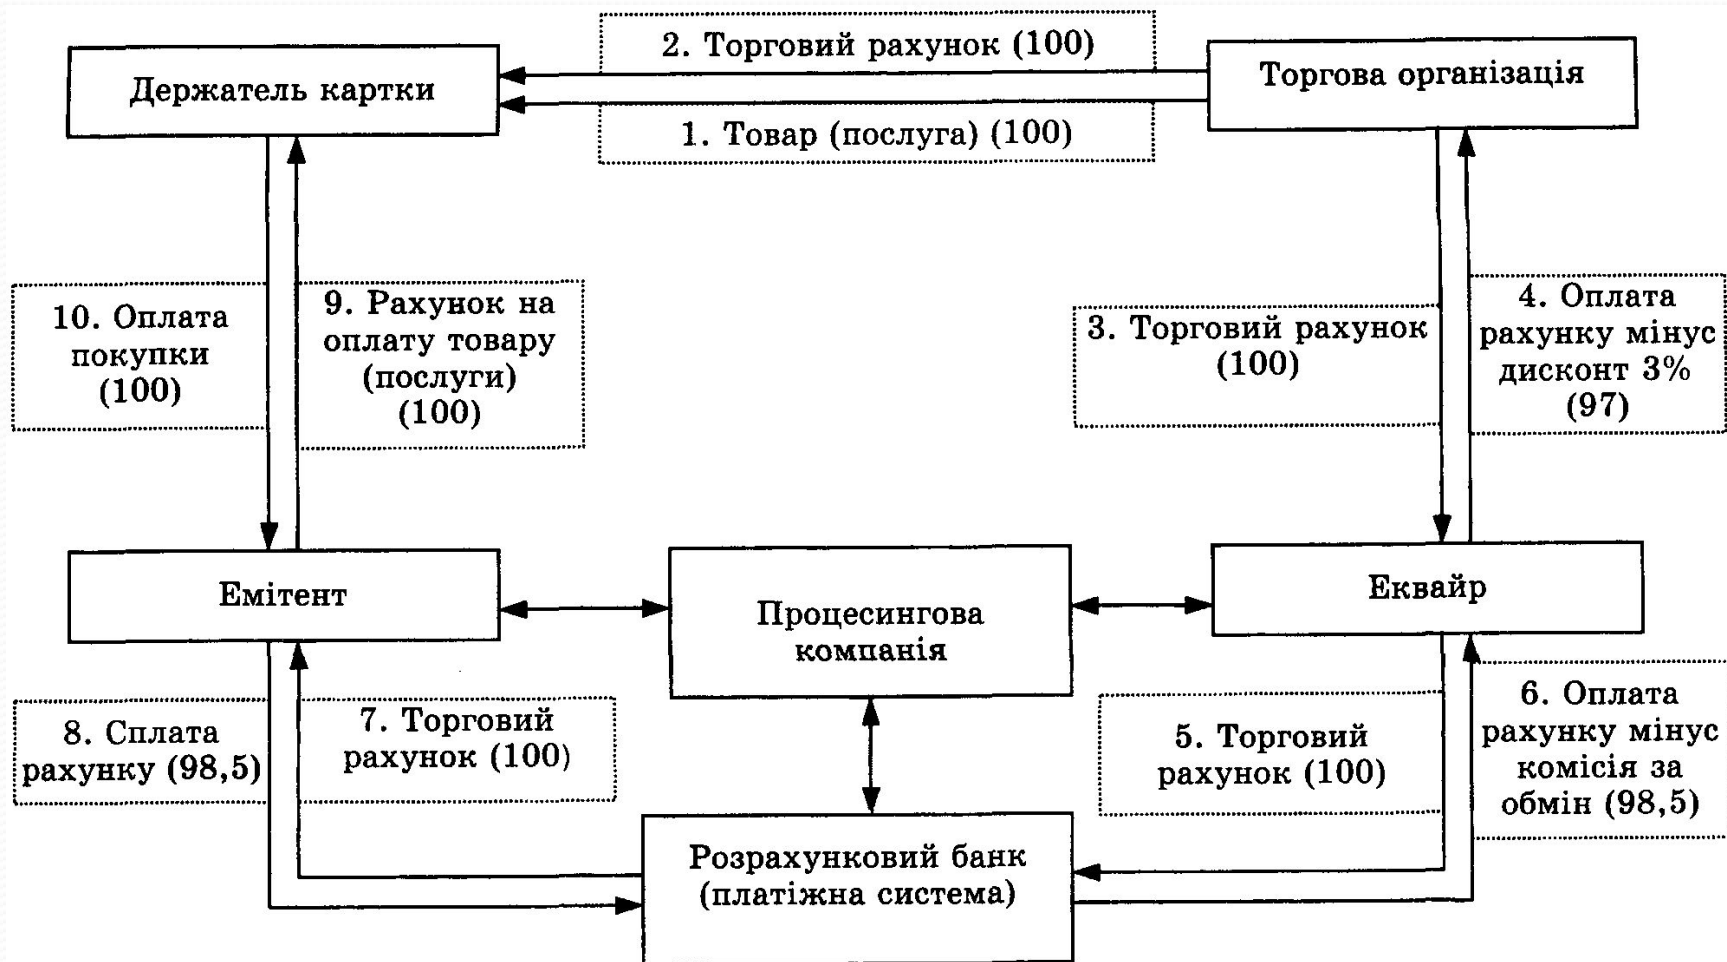 2. Торговий рахунок (100)
Держатель картки
Торгова організація
1. Товар (послуга) (100)
10. Оплата
покупки
(100)
9. Рахунок на
оплату товару
(послуги)
(100)
3. Торговий рахунок
(100)
4. Оплата
рахунку мінус
дисконт 3%
(97)
Емітент
Процесингова
компанія
Еквайр
8. Сплата
рахунку (98,5)
7. Торговий
рахунок (100)
5. Торговий
рахунок (100)
6. Оплата
рахунку мінус
комісія за
обмін (98,5)
Розрахунковий банк
(платіжна система)